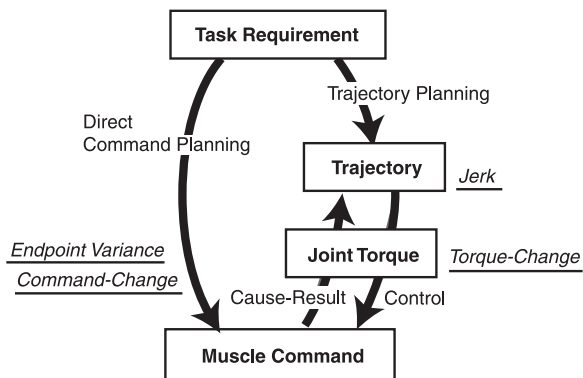 Task Requirement
Trajectory Planning
Direct
Command Planning
Trajectory
Jerk
Endpoint Variance
Joint Torque
Torque-Change
Command-Change
Cause-Result
Control
Muscle Command